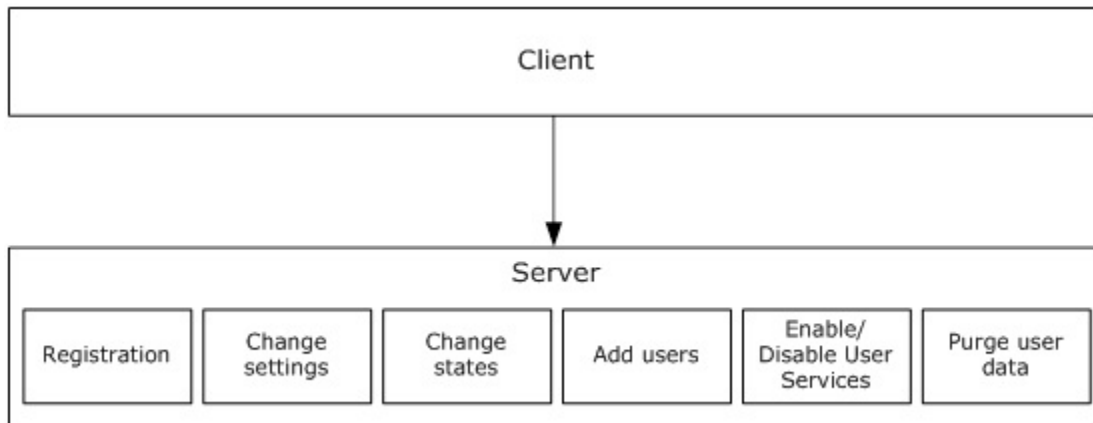 Client
Server
Registration
Change
settings
Change
states
Add users
Enable/
Disable User
Services
Purge user
data